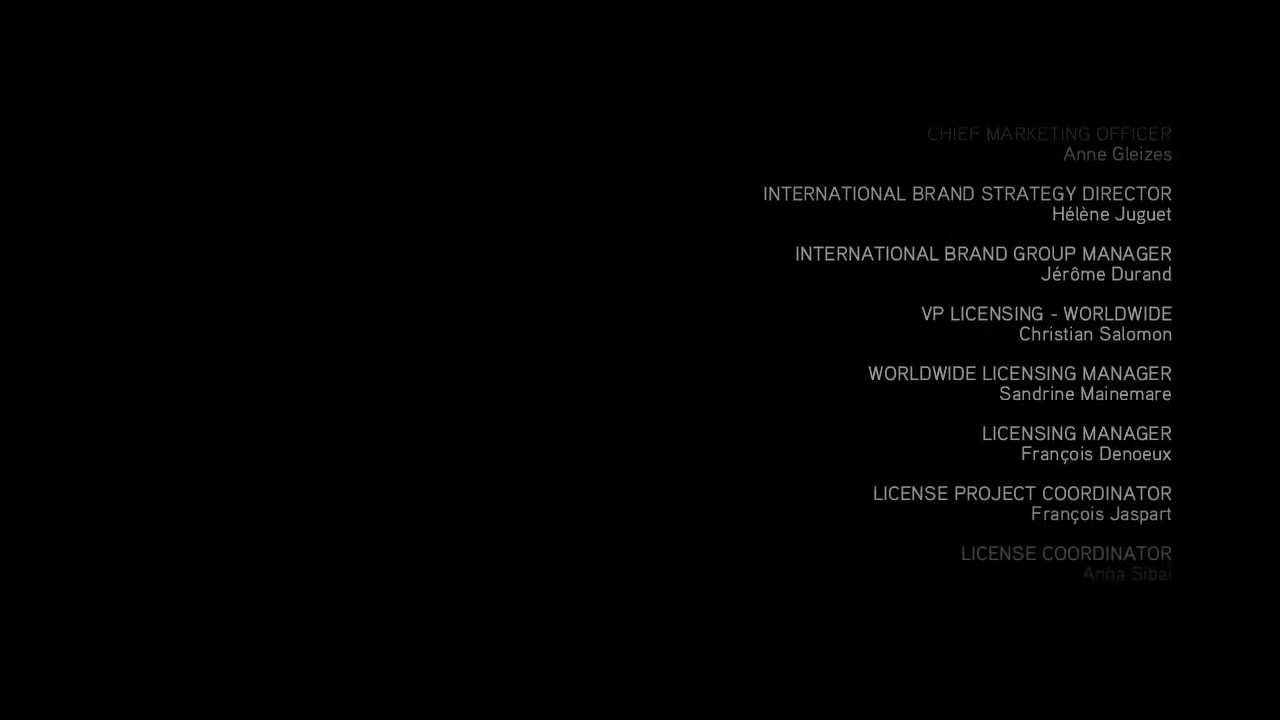 CHIEF MARKETING OFFICER
Anne Gleizes
INTERNATIONAL BRAND STRATEGY DIRECTOR
Hélène Juguet
INTERNATIONAL BRAND GROUP MANAGER
Jérôme Durand
VP LICENSING - WORLDWIDE
Christian Salomon
WORLDWIDE LICENSING MANAGER
Sandrine Mainemare
LICENSING MANAGER
François Denoeux
LICENSE PROJECT COORDINATOR
François Jaspart
LICENSE COORDINATOR
Anna Sibai